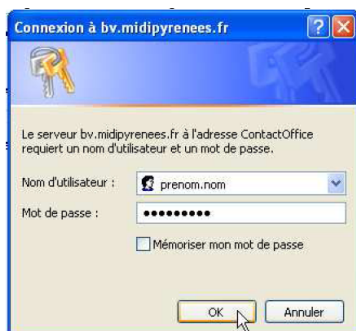 Connexion à bv.midipyrenees.fr
Le serveur bv.midipyrenees.fr à l'adresse ContactOffice
requiert un nom d'utilisateur et un mot de passe.
Nom d'utilisateur :
prenom.nom
Mot de passe :
•••••••••
Mémoriser mon mot de passe
OK
Annuler